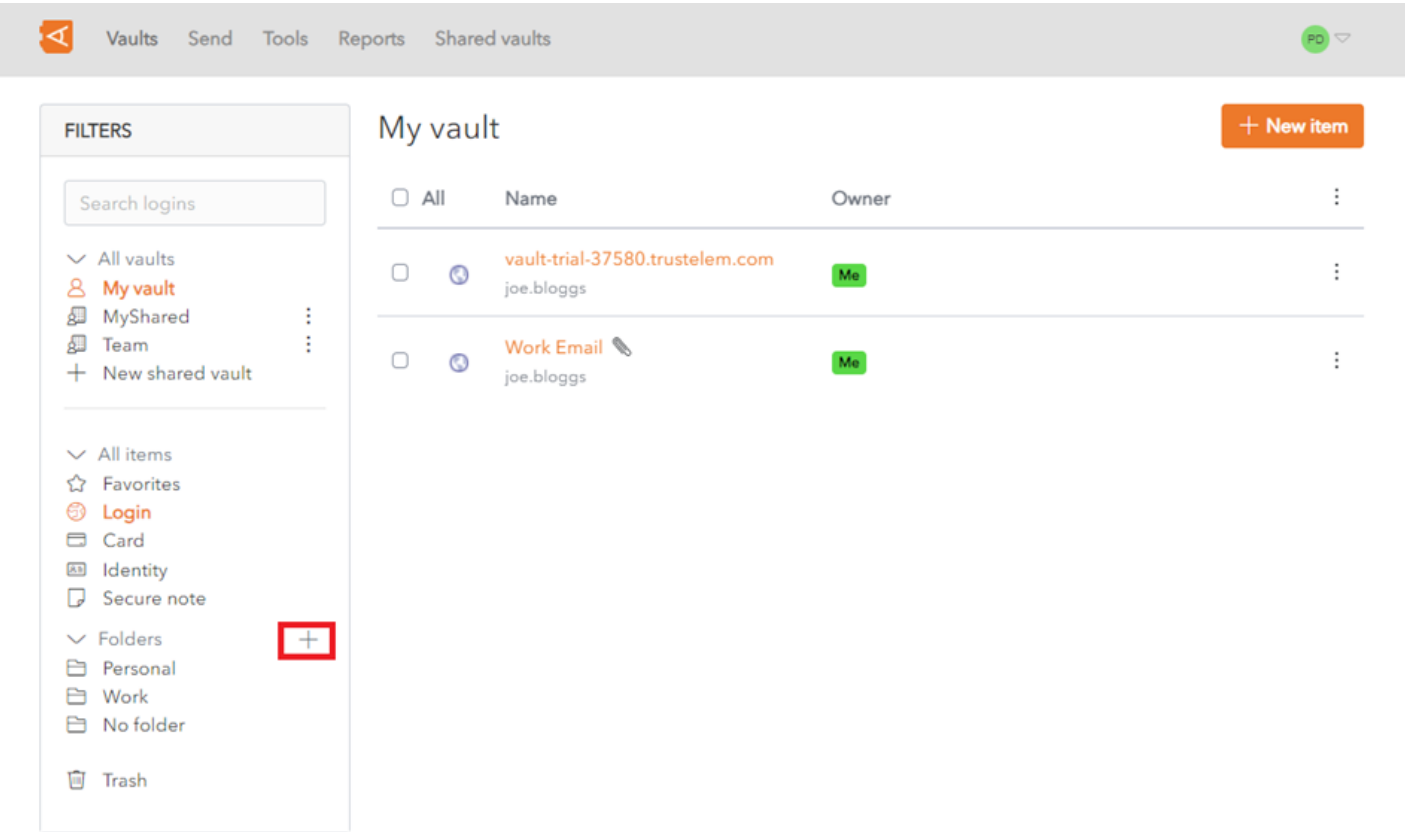 Vaults Send Tools Reports Shared vaults PD
FILTERS
Search logins
All vaults
My vault
MyShared
Team
New shared vault
All items
Favorites
Login
Card
Identity
Secure note
Folders
Personal
Work
No folder
Trash
My vault
New item
All Name Owner
vault-trial-37580.trustelem.com
joe.bloggs
Me
Work Email
joe.bloggs
Me